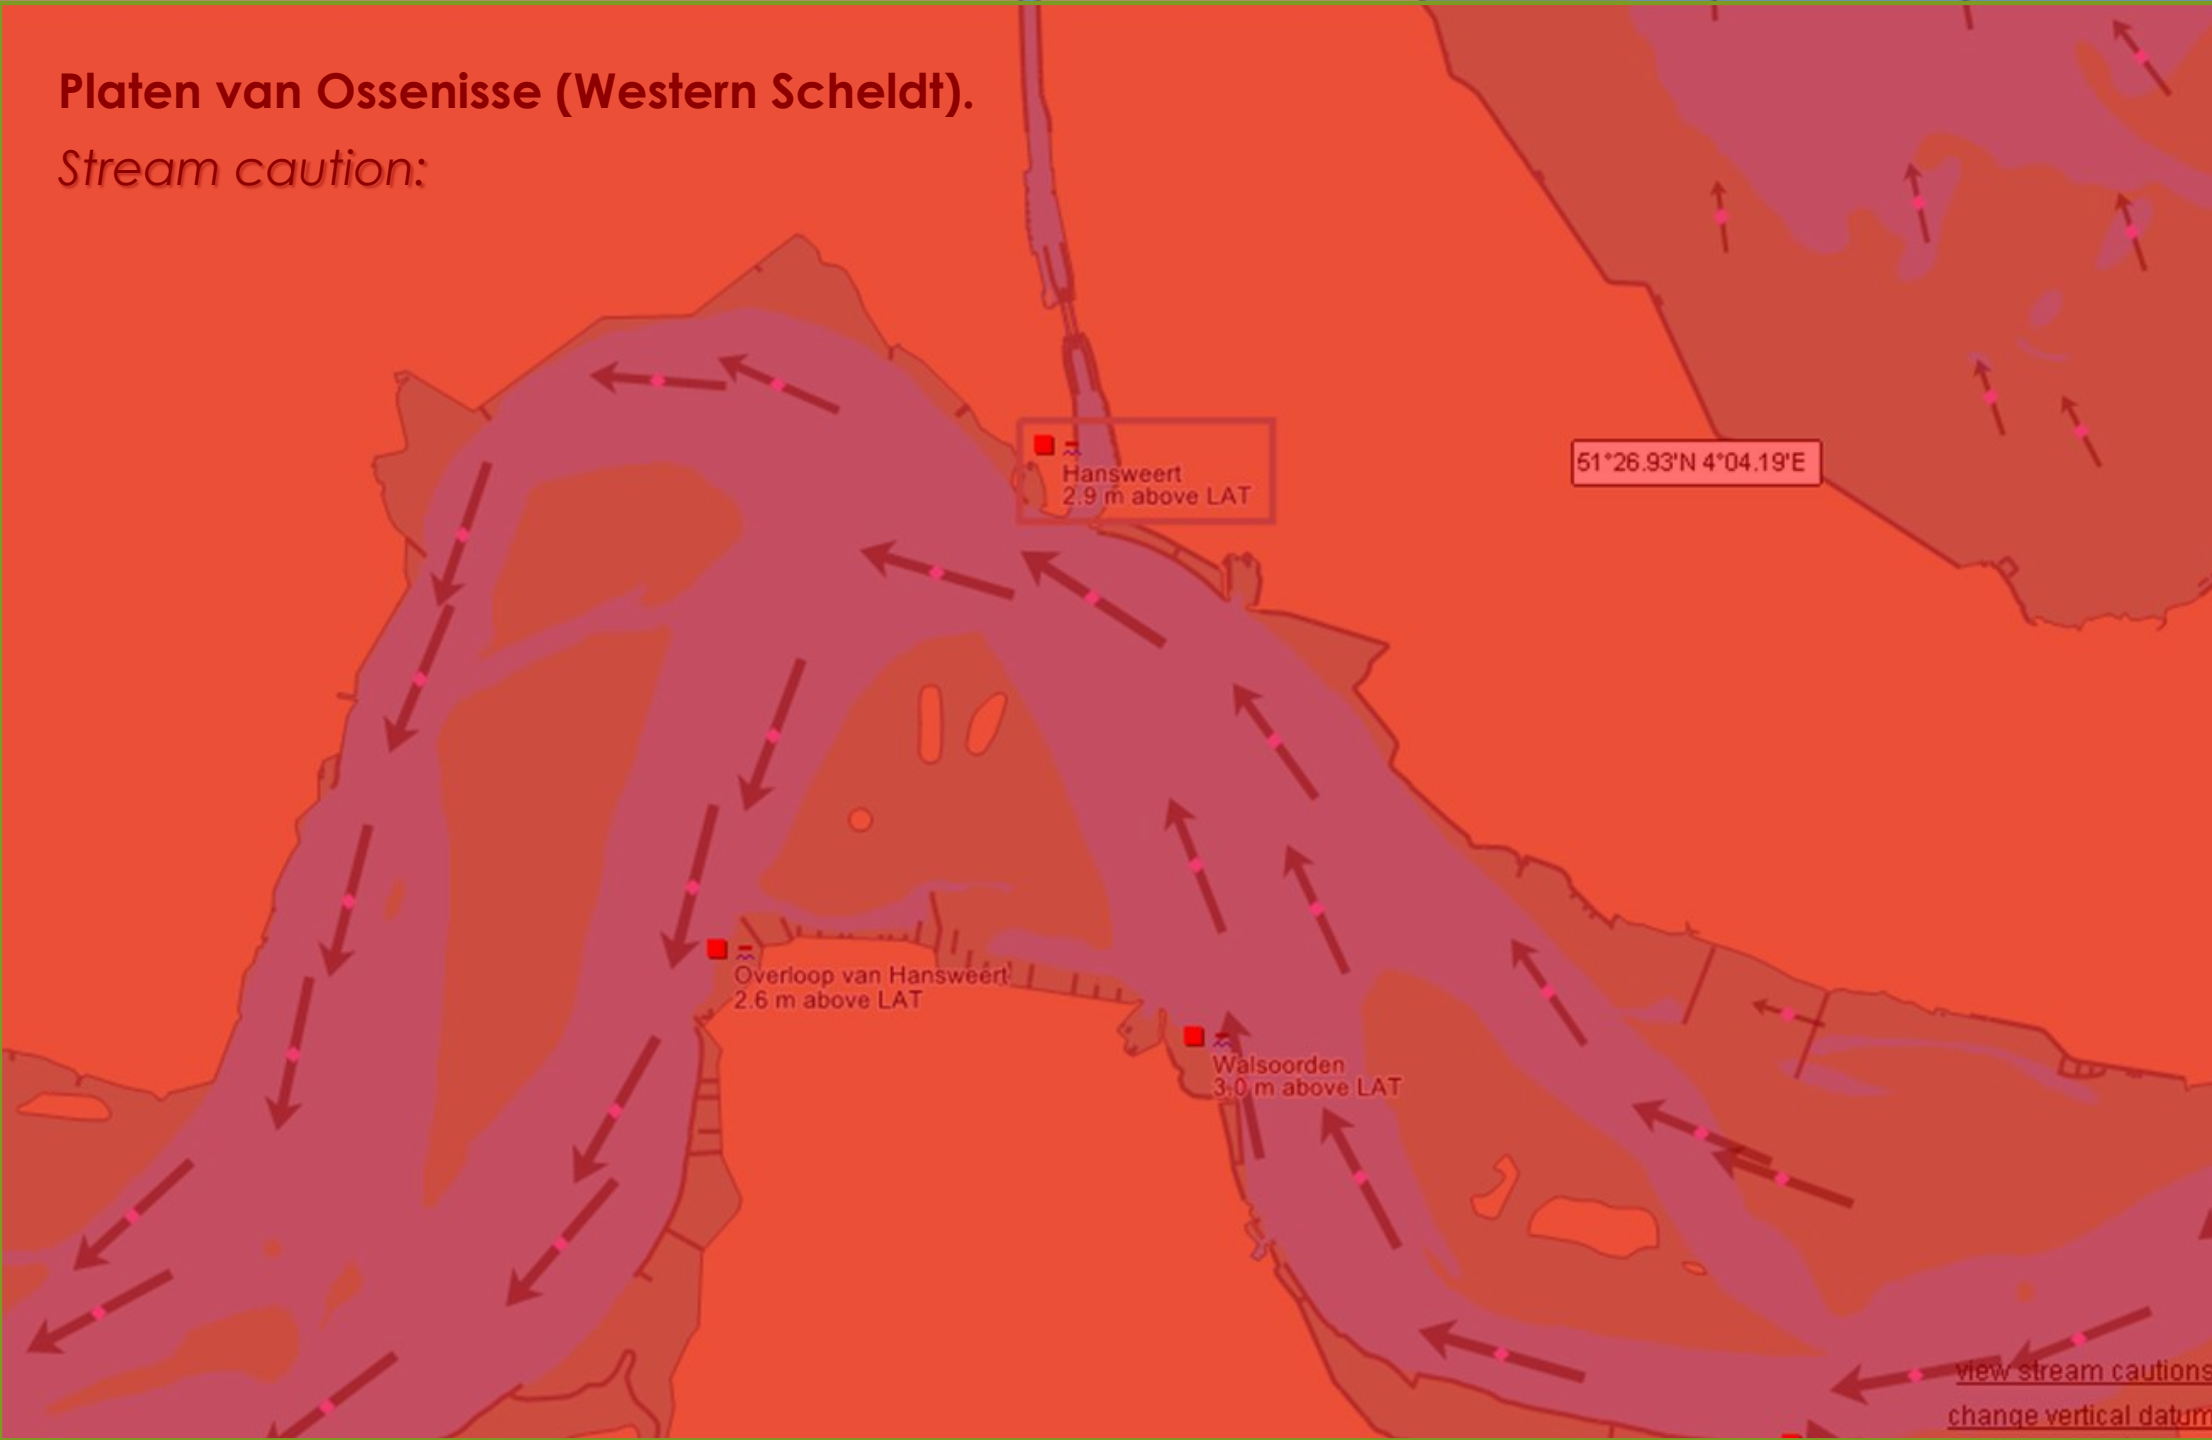 Platen van Ossenisse (Western Scheldt).
Stream caution:
Hansweert
2.9 m above LAT
51°26.93'N 4°04.19'E
Overloop van Hansweert
2.6 m above LAT
Walsoorden
3.0 m above LAT
view stream cautions
change vertical datum